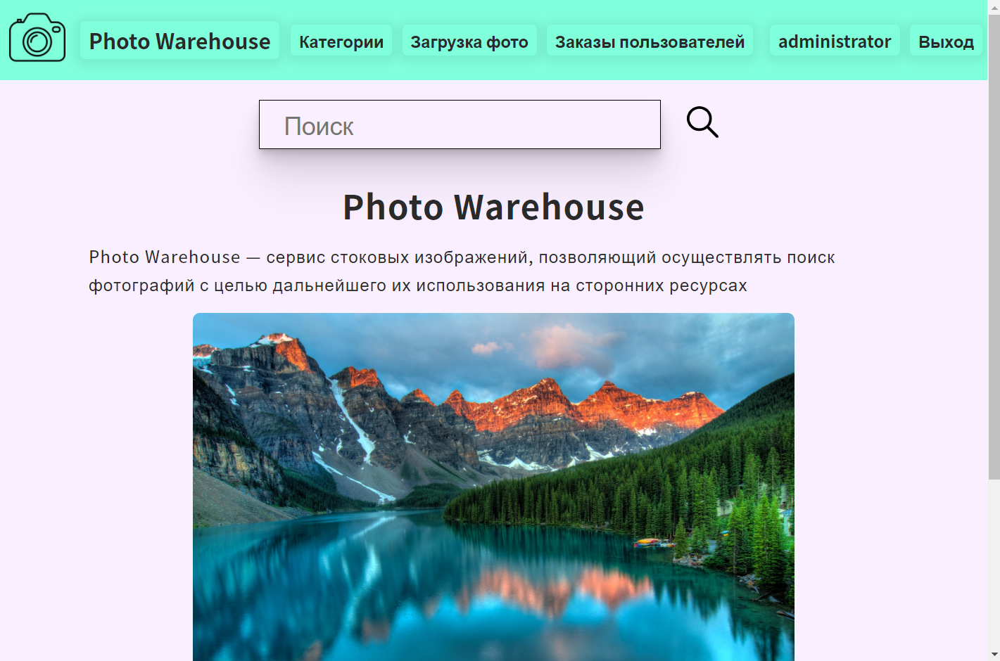 Photo Warehouse Категории Загрузка фото Заказы пользователей administrator Выход
Поиск
Photo Warehouse
Photo Warehouse — сервис стоковых изображений, позволяющий осуществлять поиск
фотографий с целью дальнейшего их использования на сторонних ресурсах